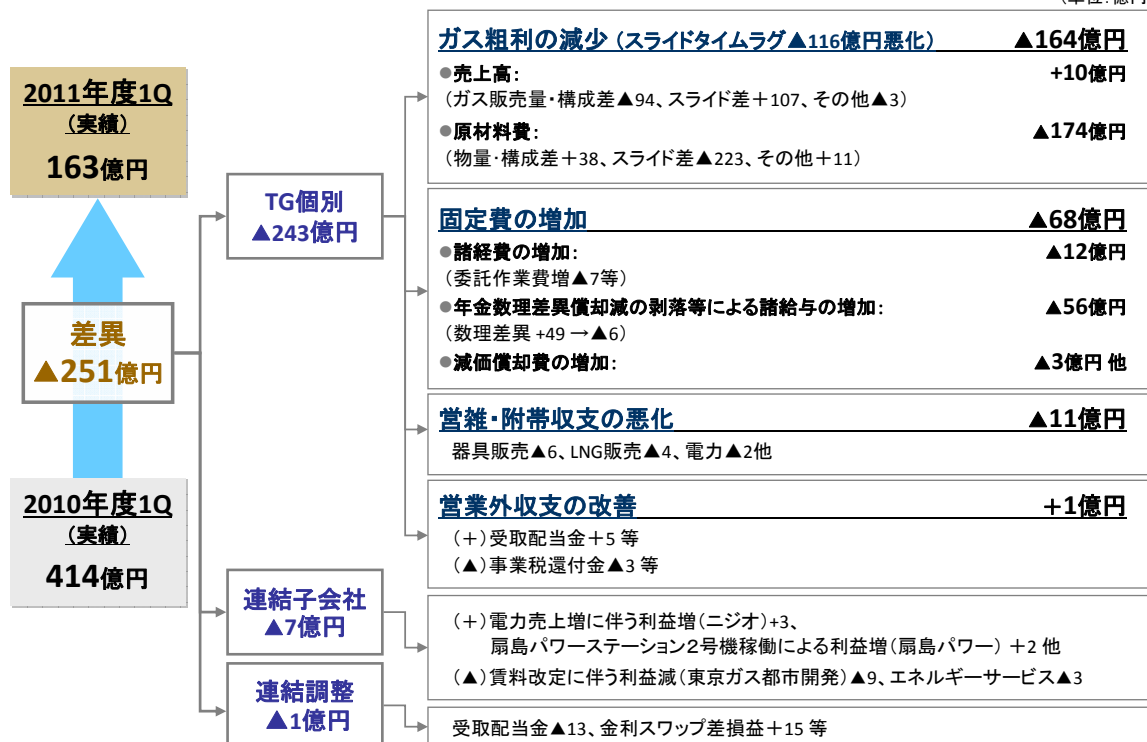 （単位：億円
2011年度1Q
（実績）
163億円
差異
▲251億円
2010年度1Q
（実績）
414億円
TG個別
▲243億円
連結子会社
▲7億円
連結調整
▲1億円
ガス粗利の減少（スライドタイムラグ▲116億円悪化） ▲164億円
●売上高： +10億円
（ガス販売量・構成差▲94、スライド差＋107、その他▲3）
●原材料費： ▲174億円
（物量・構成差＋38、スライド差▲223、その他＋11）
固定費の増加 ▲68億円
●諸経費の増加： ▲12億円
（委託作業費増▲7等）
●年金数理差異償却減の剥落等による諸給与の増加： ▲56億円
（数理差異 +49 →▲6）
●減価償却費の増加： ▲3億円 他
営雑・附帯収支の悪化 ▲11億円
器具販売▲6、LNG販売▲4、電力▲2他
営業外収支の改善 ＋1億円
（＋）受取配当金＋5 等
（▲）事業税還付金▲3 等
（＋）電力売上増に伴う利益増（ニジオ）+3、
扇島パワーステーション２号機稼働による利益増（扇島パワー） ＋2 他
（▲）賃料改定に伴う利益減（東京ガス都市開発）▲9、エネルギーサービス▲3
受取配当金▲13、金利スワップ差損益＋15 等